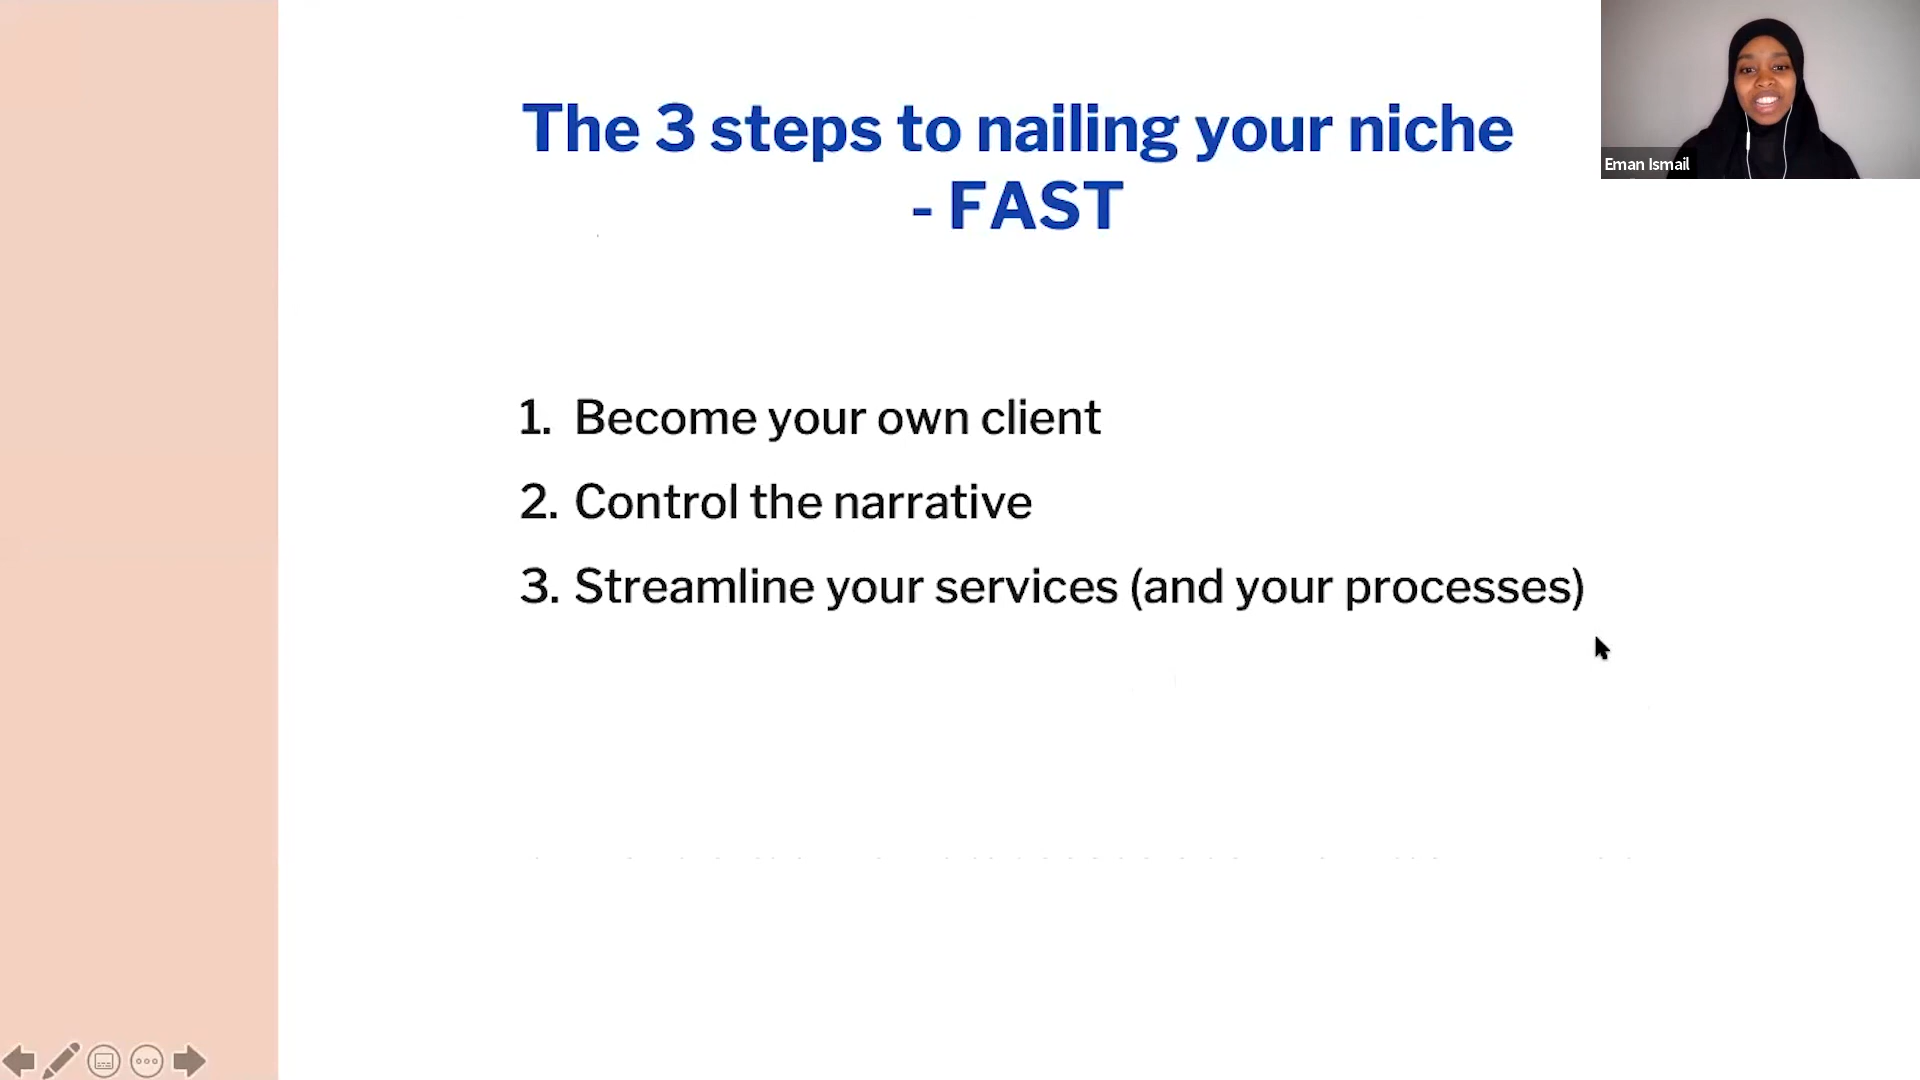 The 3 steps to nailing your niche
- FAST
Eman Ismail
1. Become your own client
2. Control the narrative
3. Streamline your services (and your processes)